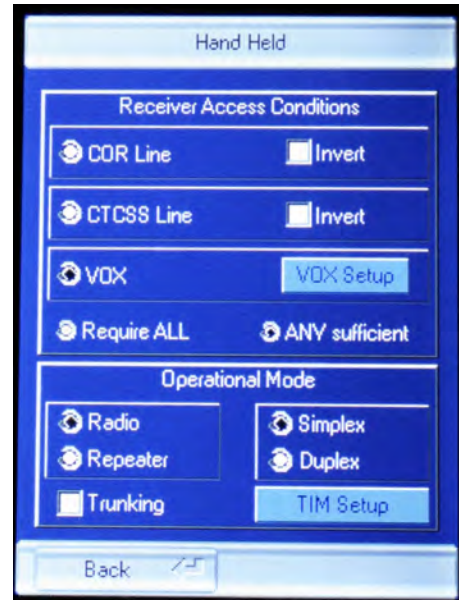 Hand Held
Receiver Access Conditions
COR Line Invert
CTCSS Line Invert
VOX VOX Setup
Require ALL ANY sufficient
Operational Mode
Radio Simplex
Repeater Duplex
Trunking TIM Setup
Back